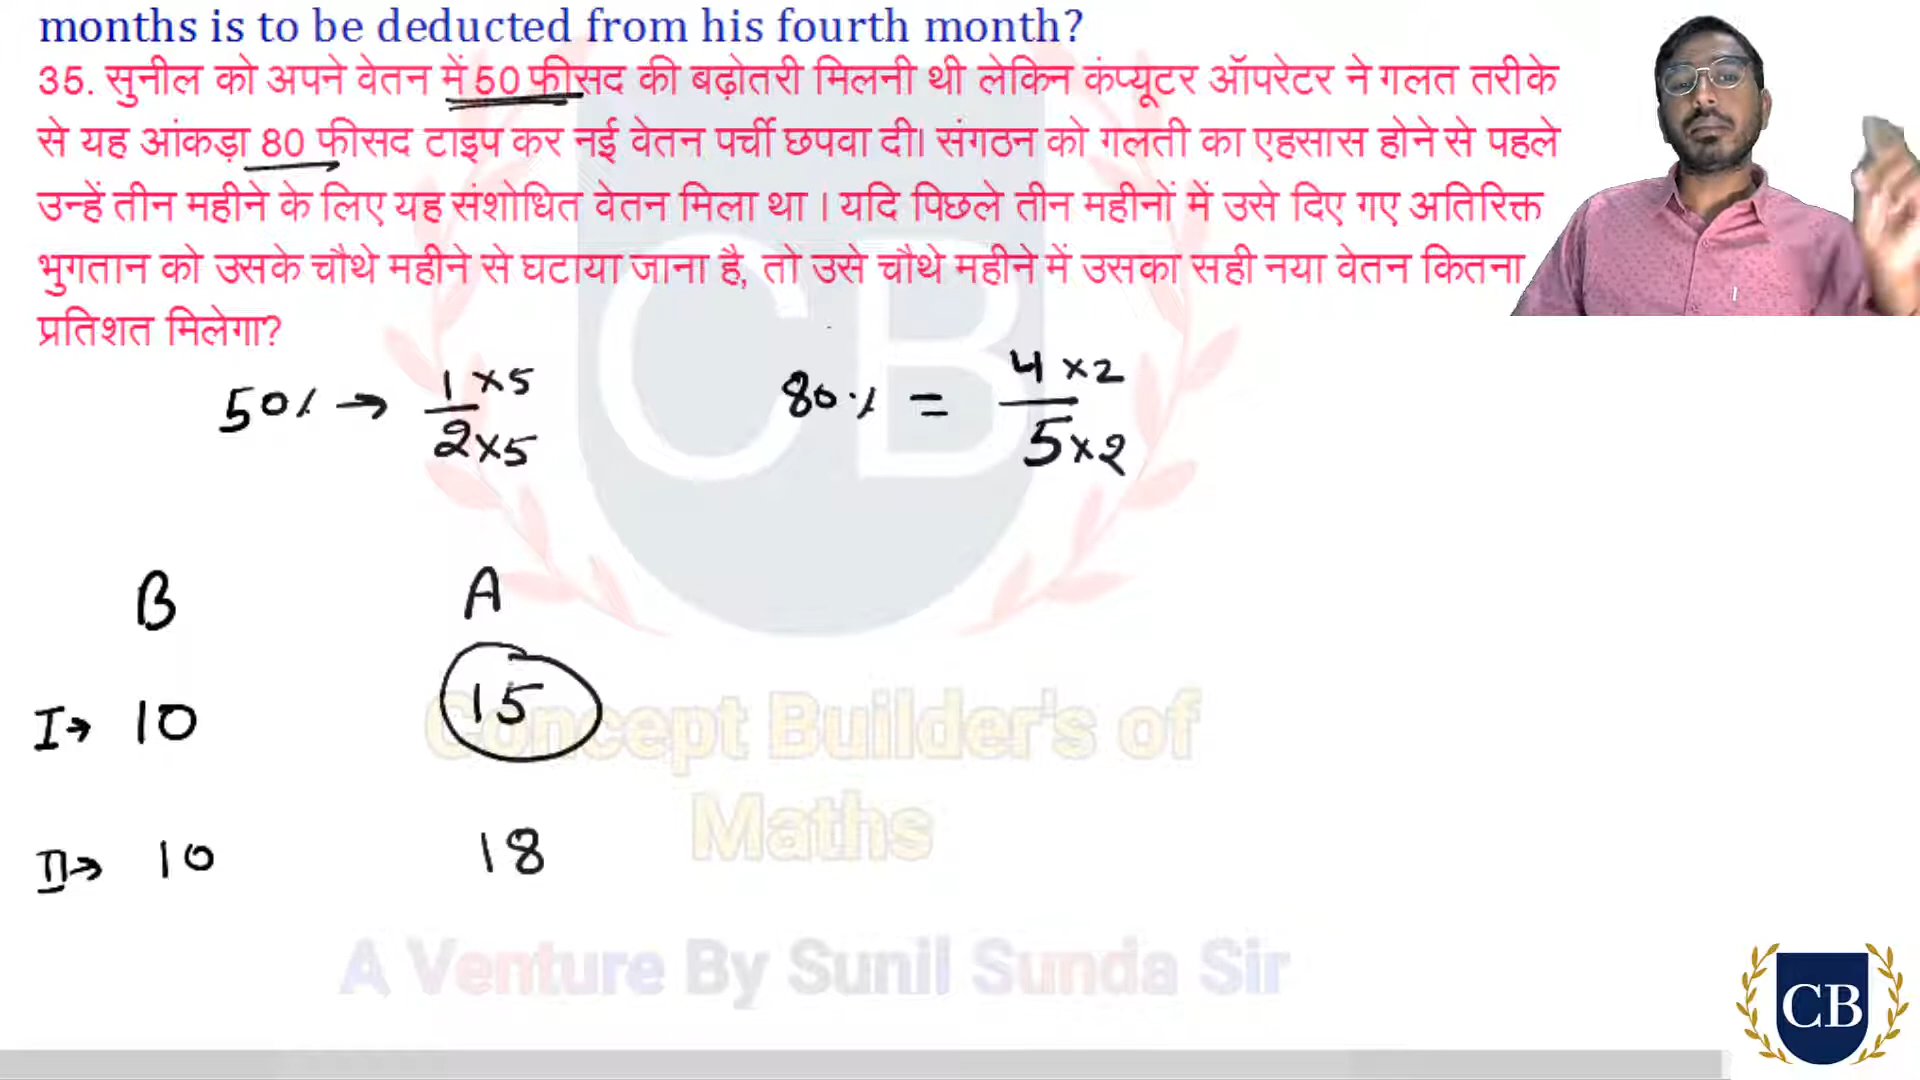 months is to be deducted from his fourth month?
35. सुनील को अपने वेतन में 50 फीसद की बढ़ोतरी मिलनी थी लेकिन कंप्यूटर ऑपरेटर ने गलत तरीके
से यह आंकड़ा 80 फीसद टाइप कर नई वेतन पर्ची छपवा दी। संगठन को गलती का एहसास होने से पहले
उन्हें तीन महीने के लिए यह संशोधित वेतन मिला था । यदि पिछले तीन महीनों में उसे दिए गए अतिरिक्त
भुगतान को उसके चौथे महीने से घटाया जाना है, तो उसे चौथे महीने में उसका सही नया वेतन कितना
प्रतिशत मिलेगा?
50% → 1×5 / 2×5
80% = 4×2 / 5×2
B A
I→ 10 15
II→ 10 18
Concept Builder's of
Maths
A Venture By Sunil Sunda Sir
CB
CB